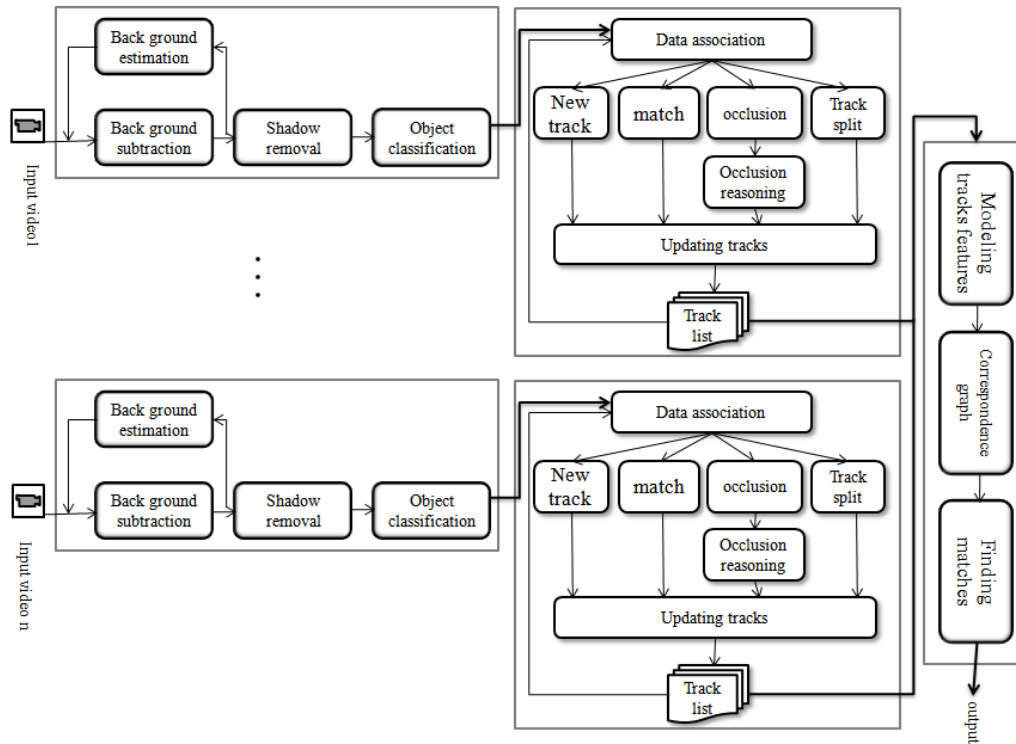 Back ground
estimation
Back ground
subtraction
Shadow
removal
Object
classification
Input video1
Data association
New
track
match
occlusion
Track
split
Occlusion
reasoning
Updating tracks
Track
list
Modeling
tracks features
Correspondence
graph
Finding
matches
output
Back ground
estimation
Back ground
subtraction
Shadow
removal
Object
classification
Input video n
Data association
New
track
match
occlusion
Track
split
Occlusion
reasoning
Updating tracks
Track
list